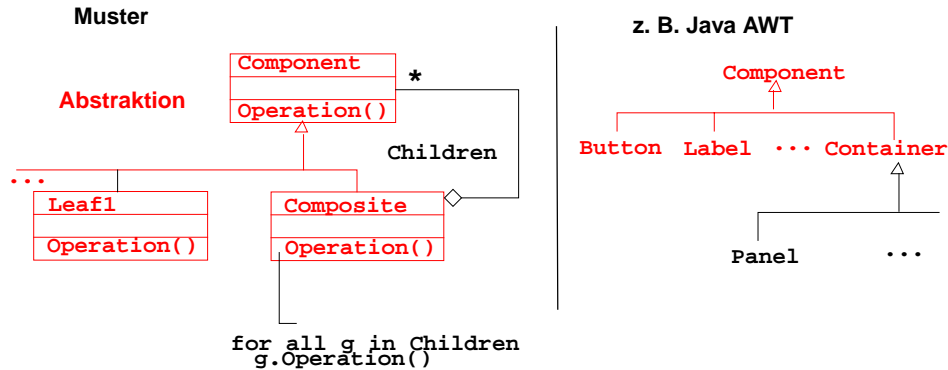 Muster
Component
*
Abstraktion
Operation()
Children
...
Leaf1
Operation()
Composite
Operation()
for all g in Children
g.Operation()
z. B. Java AWT
Component
Button Label ... Container
Panel ...